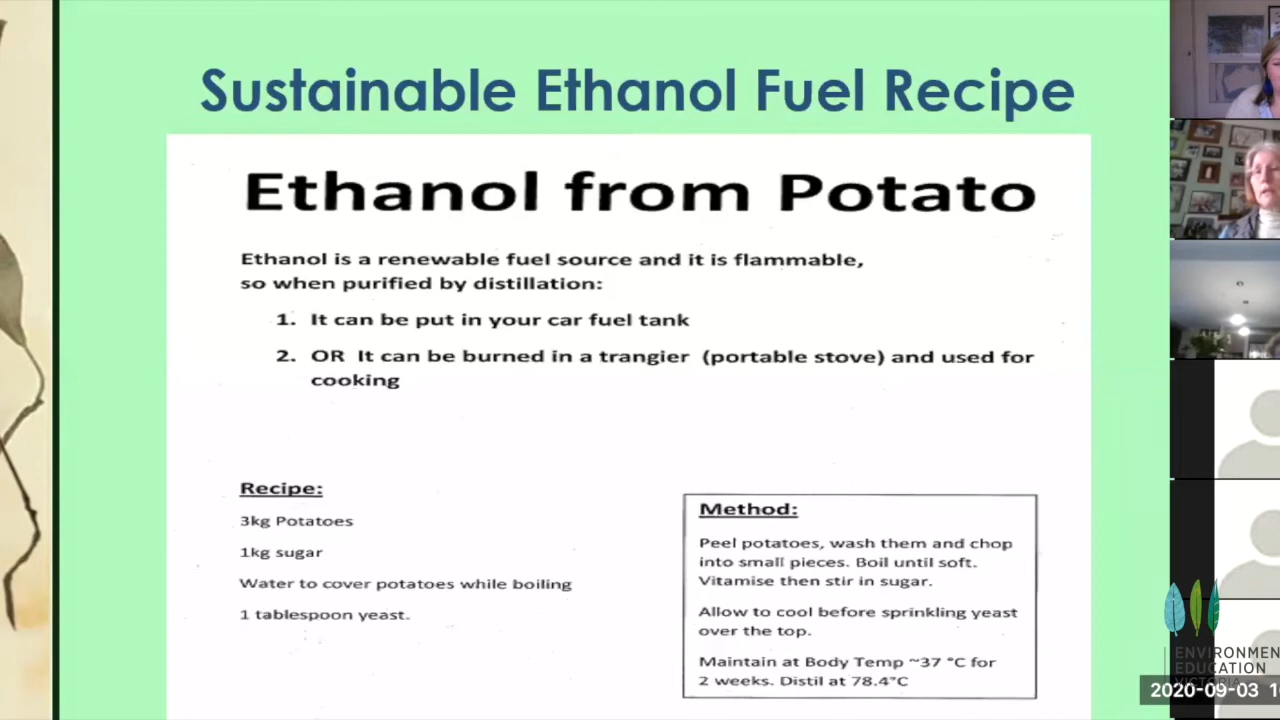 Sustainable Ethanol Fuel Recipe
Ethanol from Potato
Ethanol is a renewable fuel source and it is flammable,
so when purified by distillation:
1. It can be put in your car fuel tank
2. OR It can be burned in a trangier (portable stove) and used for
cooking
Recipe:
3kg Potatoes
1kg sugar
Water to cover potatoes while boiling
1 tablespoon yeast.
Method:
Peel potatoes, wash them and chop
into small pieces. Boil until soft.
Vitamise then stir in sugar.
Allow to cool before sprinkling yeast
over the top.
Maintain at Body Temp ~37 °C for
2 weeks. Distil at 78.4°C
ENVIRONMEN
EDUCATION
2020-09-03